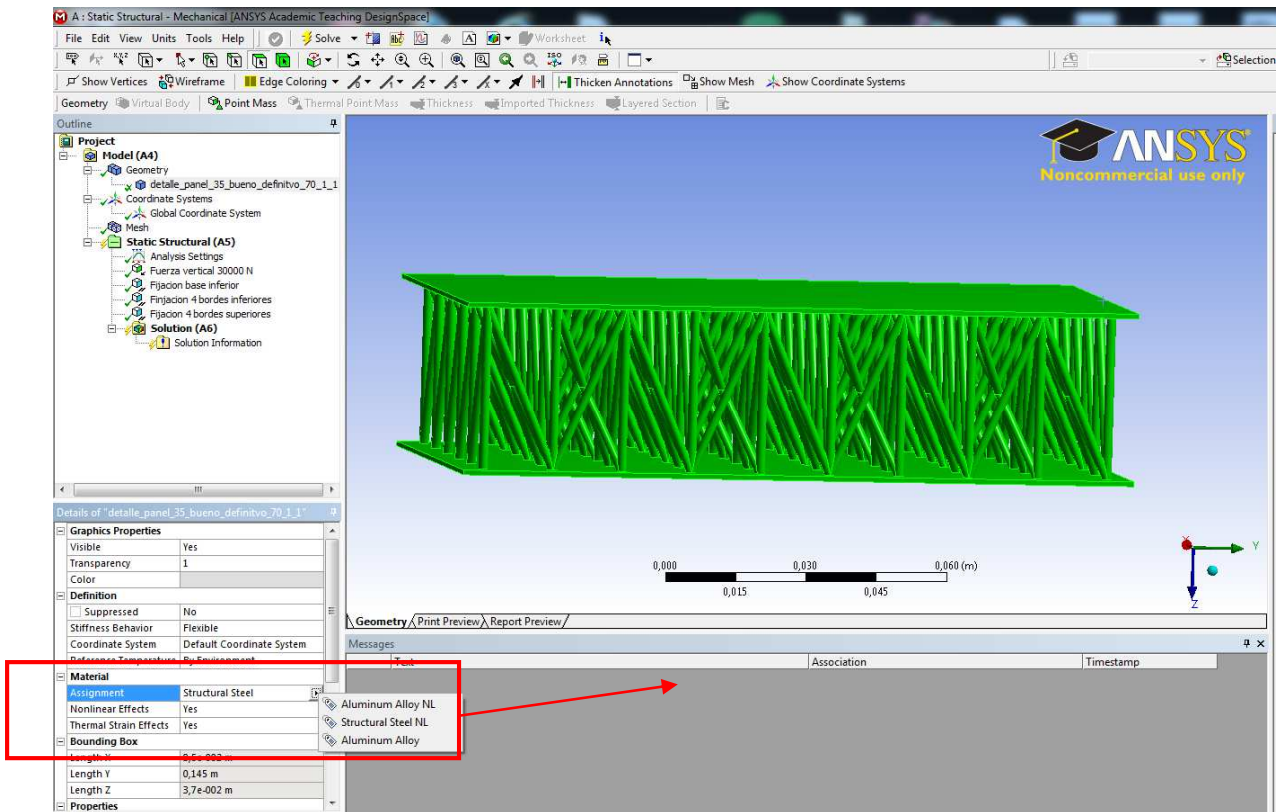 A : Static Structural - Mechanical [ANSYS Academic Teaching DesignSpace]
File Edit View Units Tools Help Solve Worksheet
Selection
Show Vertices Wireframe Edge Coloring Thicken Annotations Show Mesh Show Coordinate Systems
Geometry Virtual Body Point Mass Thermal Point Mass Thickness Imported Thickness Layered Section
Outline
Project
Model (A4)
Geometry
detalle_panel_35_bueno_definitvo_70_1_1
Coordinate Systems
Global Coordinate System
Mesh
Static Structural (A5)
Analysis Settings
Fuerza vertical 30000 N
Fijacion base inferior
Finjacion 4 bordes inferiores
Fijacion 4 bordes superiores
Solution (A6)
Solution Information
ANSYS
Noncommercial use only
0,000 0,030 0,060 (m)
0,015 0,045
X
Y
Z
Geometry Print Preview Report Preview
Details of "detalle_panel_35_bueno_definitvo_70_1_1"
Graphics Properties
Visible Yes
Transparency 1
Color
Definition
Suppressed No
Stiffness Behavior Flexible
Coordinate System Default Coordinate System
Reference Temperature By Environment
Material
Assignment Structural Steel
Nonlinear Effects Yes
Thermal Strain Effects Yes
Bounding Box
Length X
Length Y 0,145 m
Length Z 3,7e-002 m
Properties
Aluminum Alloy NL
Structural Steel NL
Aluminum Alloy
Messages
Text Association Timestamp